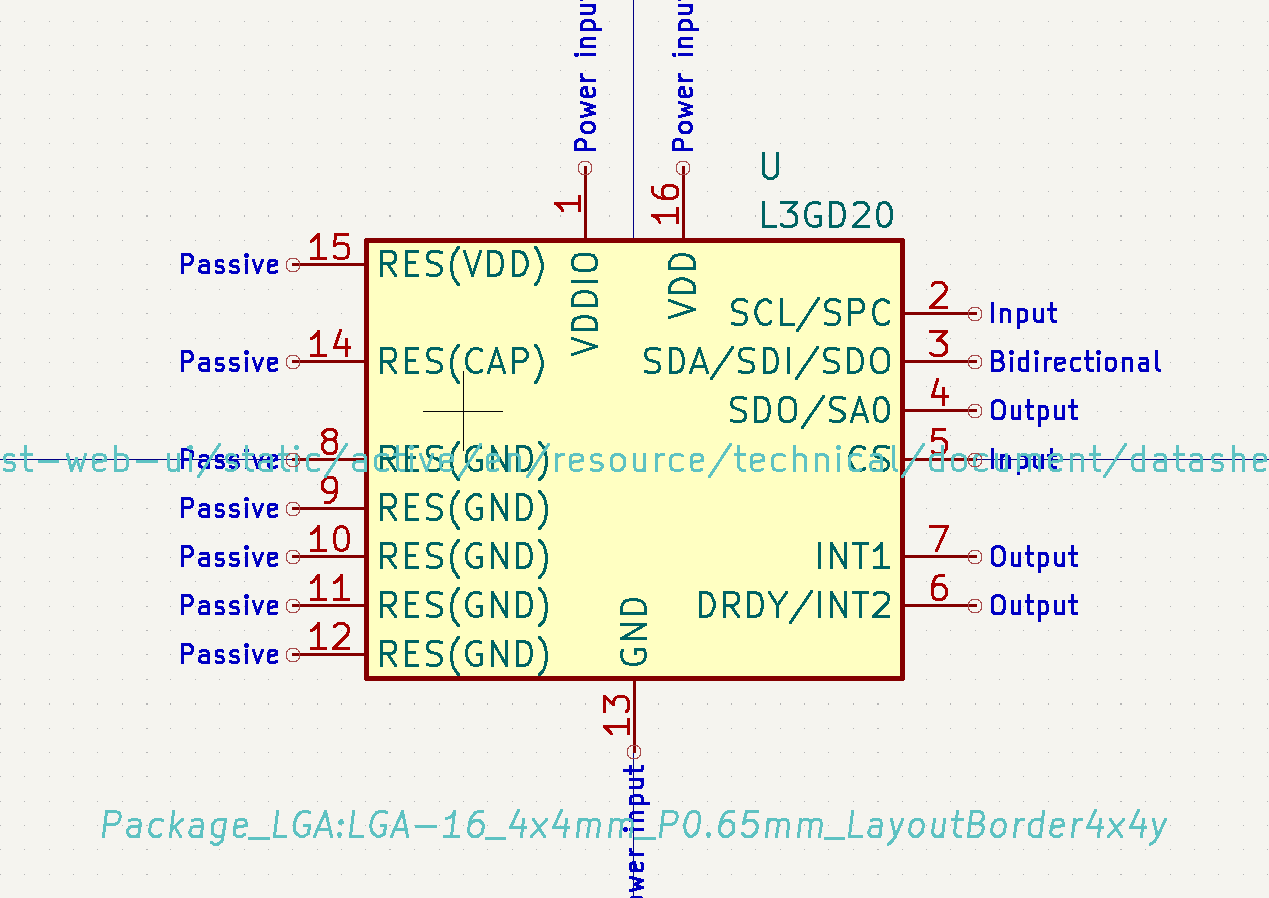 Power input
Power input
U
L3GD20
1
16
15
Passive
RES(VDD)
VDDIO
VDD
2
SCL/SPC
Input
14
Passive
RES(CAP)
3
SDA/SDI/SDO
Bidirectional
4
SDO/SA0
Output
8
Passive
RES(GND)
5
CS
Input
st-web-ui/static/active/en/resource/technical/document/datashe
9
Passive
RES(GND)
10
Passive
RES(GND)
7
INT1
Output
11
Passive
RES(GND)
6
DRDY/INT2
Output
12
Passive
RES(GND)
GND
13
wer input
Package_LGA:LGA-16_4x4mm_P0.65mm_LayoutBorder4x4y